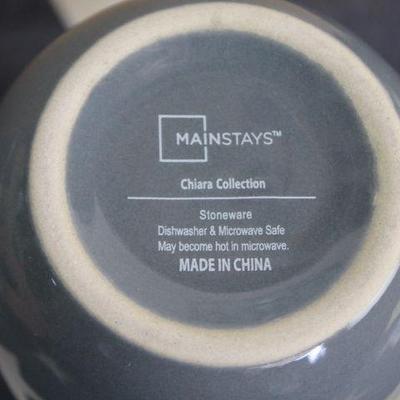 MAINSTAYS™
Chiara Collection
Stoneware
Dishwasher & Microwave Safe
May become hot in microwave.
MADE IN CHINA